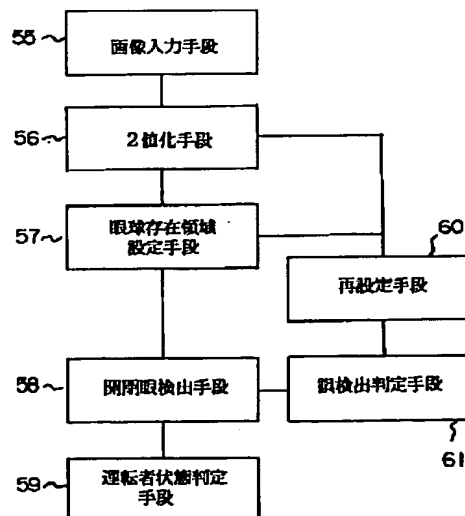 55
画像入力手段
56
2値化手段
57
眼球存在領域
設定手段
60
再設定手段
58
開閉眼検出手段
誤検出判定手段
61
59
運転者状態判定
手段